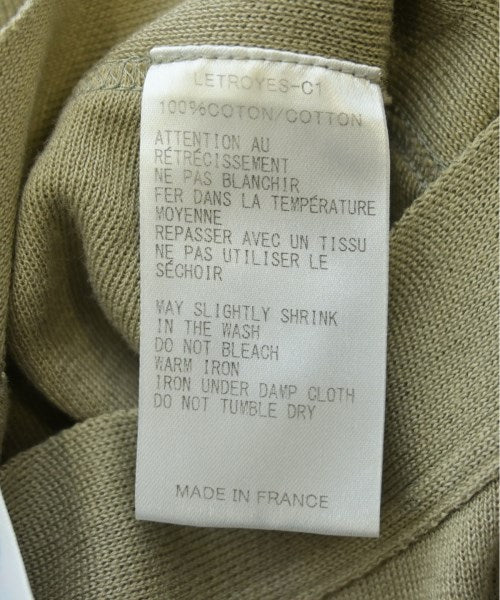 LETROYES-C1
100%COTON/COTTON
ATTENTION AU
RÉTRÉCISSEMENT
NE PAS BLANCHIR
FER DANS LA TEMPÉRATURE
MOYENNE
REPASSER AVEC UN TISSU
NE PAS UTILISER LE
SÉCHOIR
MAY SLIGHTLY SHRINK
IN THE WASH
DO NOT BLEACH
WARM IRON
IRON UNDER DAMP CLOTH
DO NOT TUMBLE DRY
MADE IN FRANCE